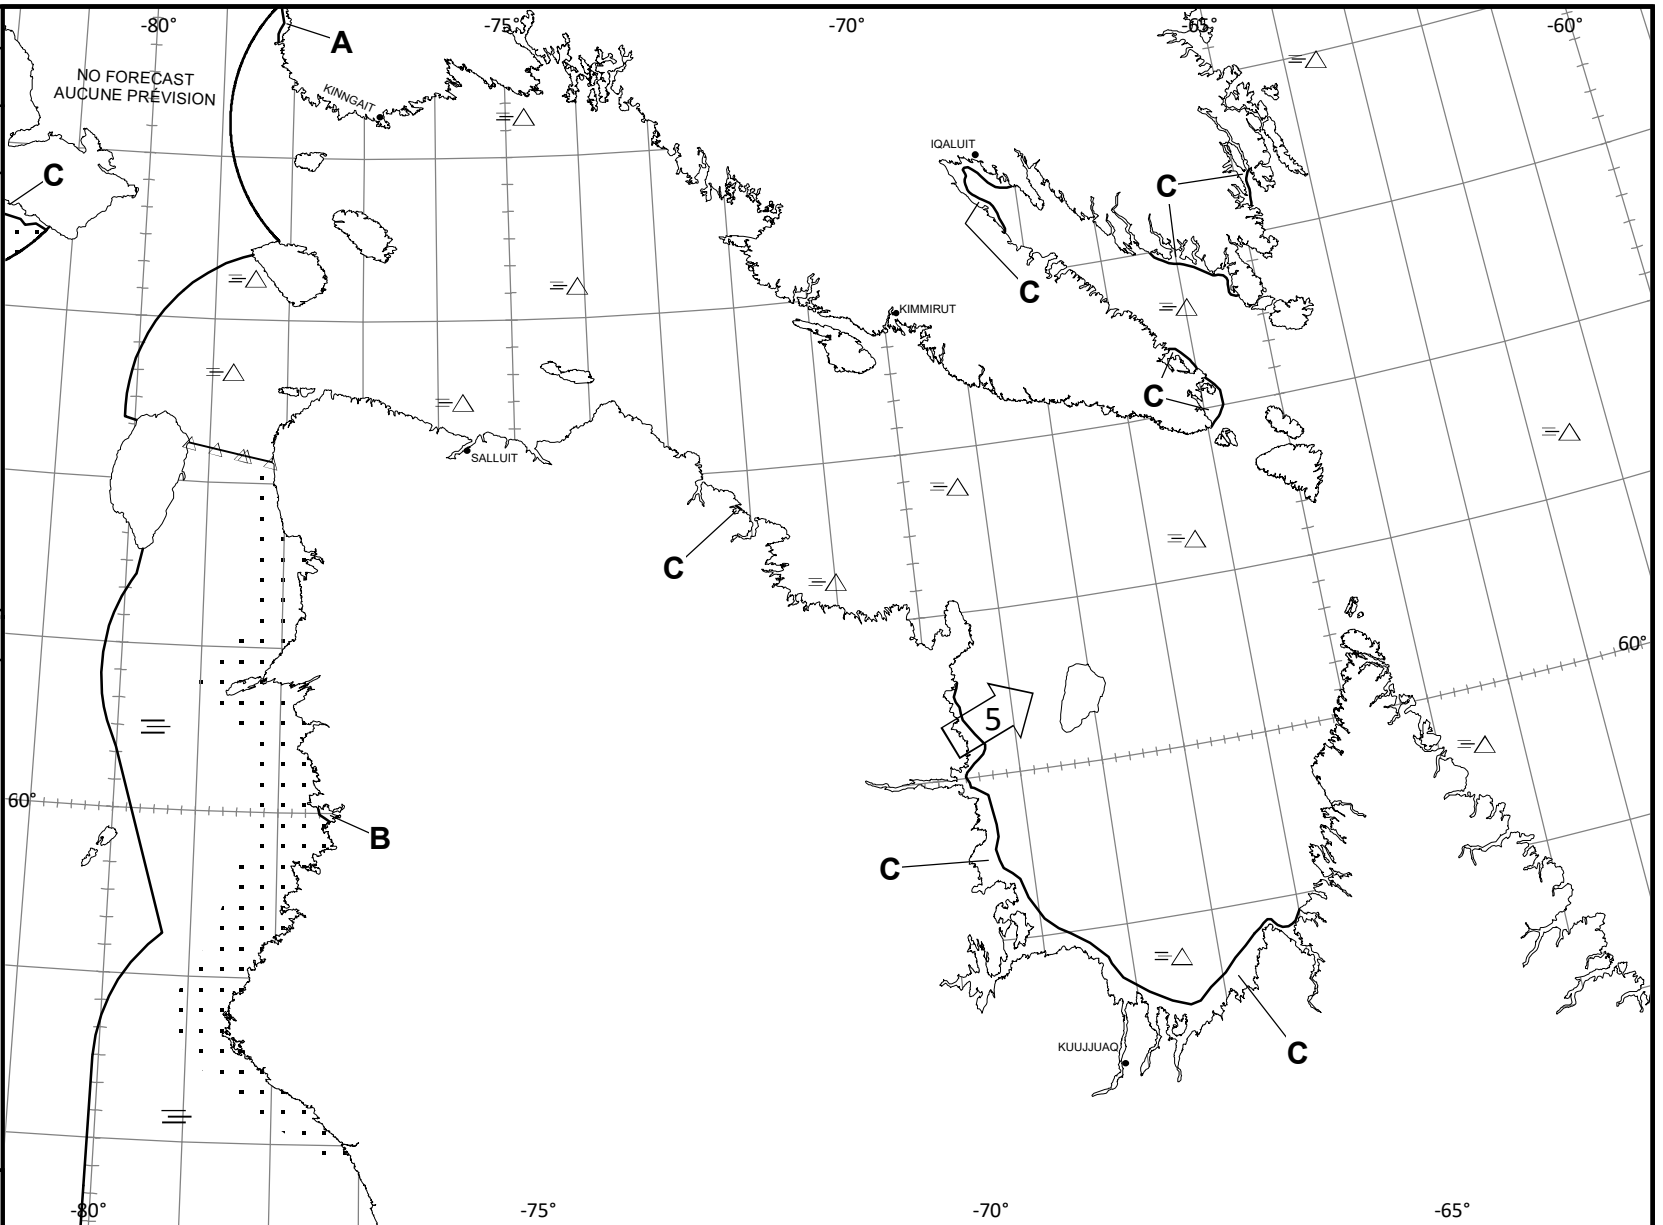 -80°
-75°
-70°
-65°
-60°
A
NO FORECAST
AUCUNE PRÉVISION
KINNGAIT
IQALUIT
C
C
C
KIMMIRUT
C
SALLUIT
C
60°
5
60°
B
C
KUUJJUAQ
C
-80°
-75°
-70°
-65°